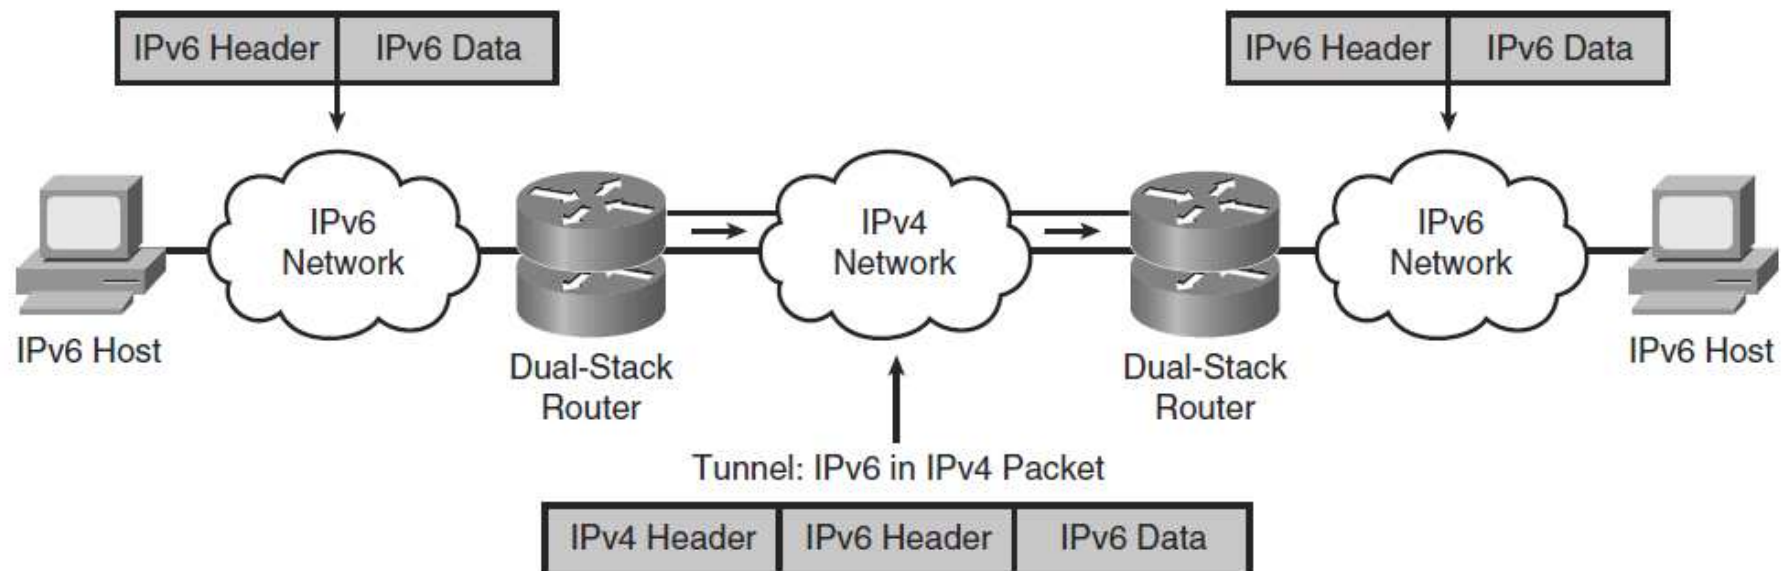 IPv6 Header IPv6 Data
IPv6 Header IPv6 Data
IPv6
Network
IPv4
Network
IPv6
Network
IPv6 Host
Dual-Stack
Router
Dual-Stack
Router
IPv6 Host
Tunnel: IPv6 in IPv4 Packet
IPv4 Header IPv6 Header IPv6 Data